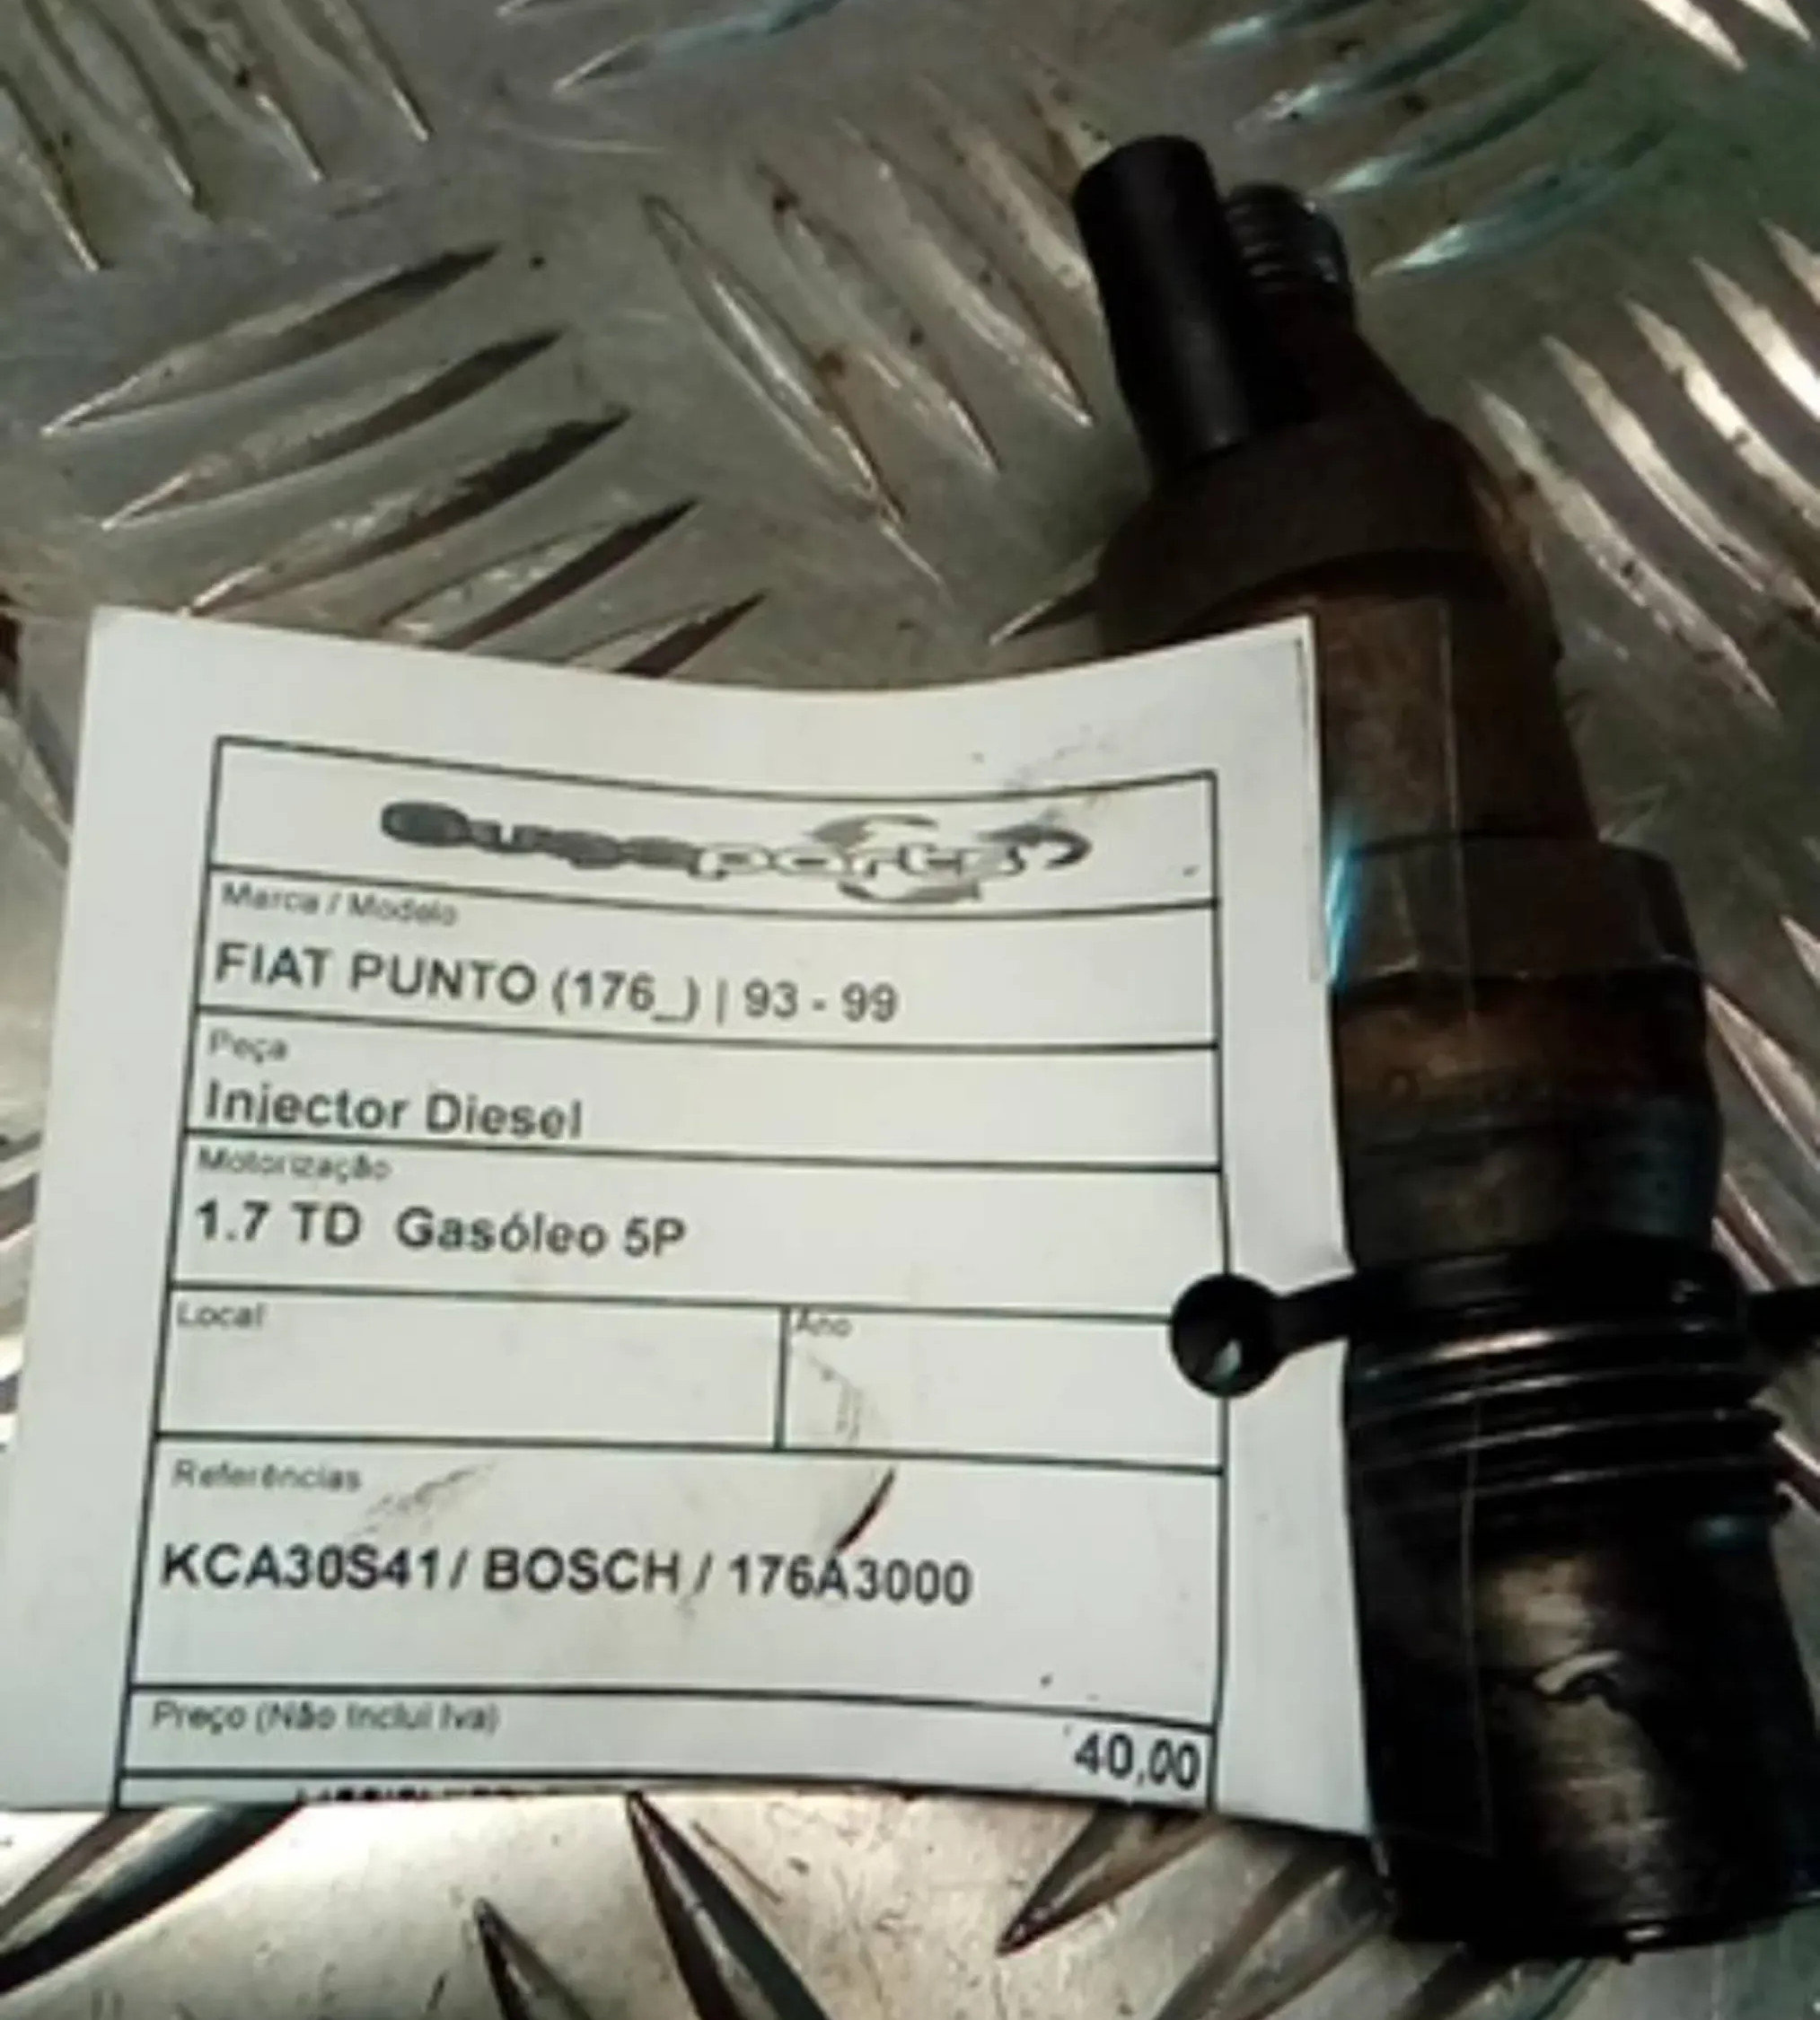 Marca / Modelo
FIAT PUNTO (176_) | 93 - 99
Peça
Injector Diesel
Motorização
1.7 TD Gasóleo 5P
Local
Ano
Referências
KCA30S41/ BOSCH / 176A3000
Preço (Não Inclui Iva)
40,00